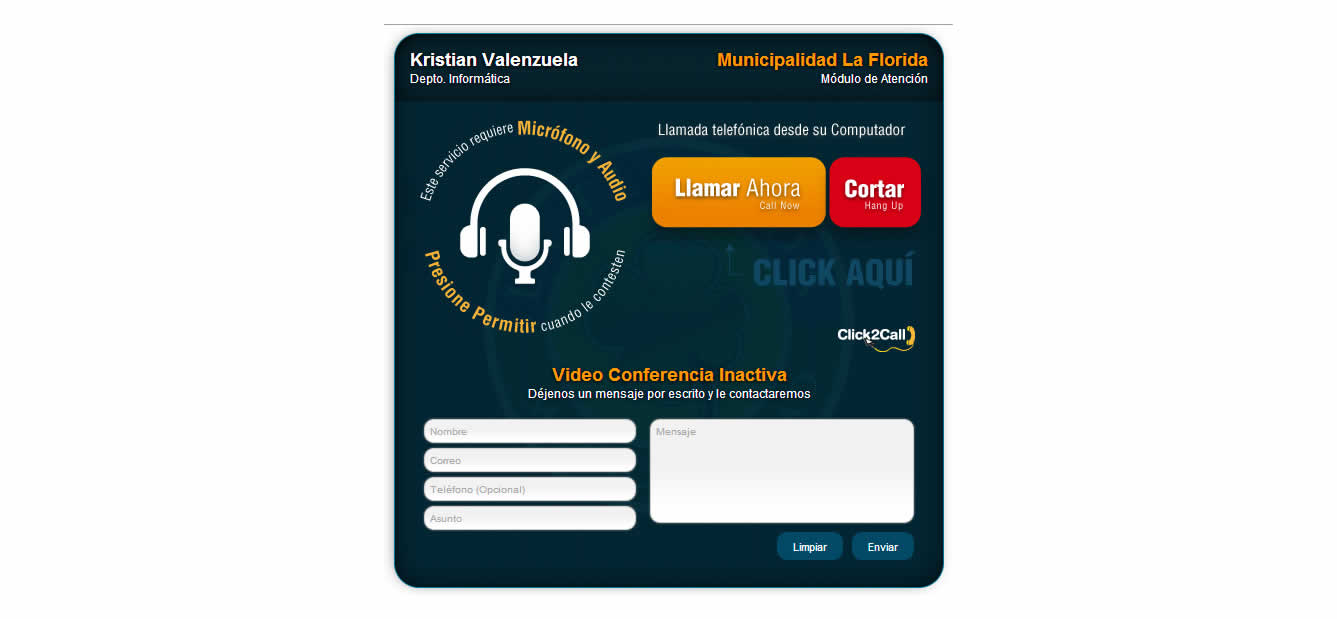 Kristian Valenzuela
Depto. Informática
Municipalidad La Florida
Módulo de Atención
Este servicio requiere Micrófono y Audio
Presione Permitir cuando le contesten
Llamada telefónica desde su Computador
Llamar Ahora
Call Now
Cortar
Hang Up
CLICK AQUÍ
Click2Call
Video Conferencia Inactiva
Déjenos un mensaje por escrito y le contactaremos
Nombre
Correo
Teléfono (Opcional)
Asunto
Mensaje
Limpiar
Enviar